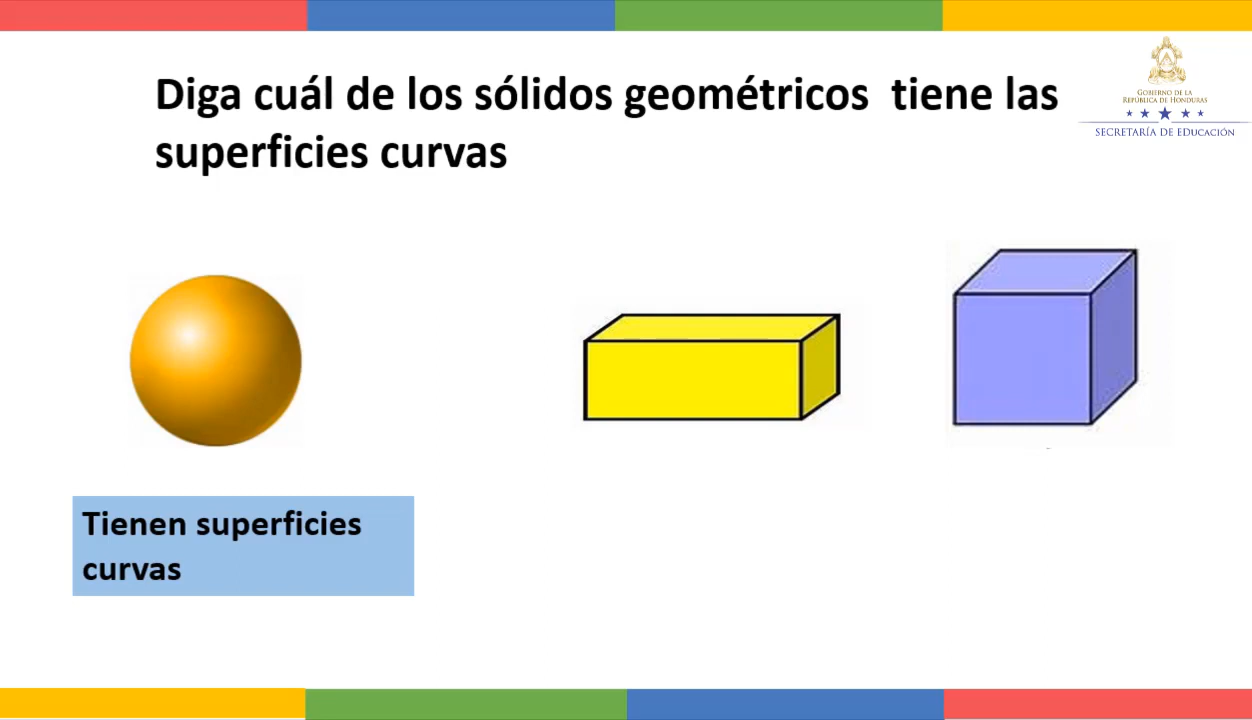 Diga cuál de los sólidos geométricos tiene las
superficies curvas
GOBIERNO DE LA
REPÚBLICA DE HONDURAS
SECRETARÍA DE EDUCACIÓN
Tienen superficies
curvas